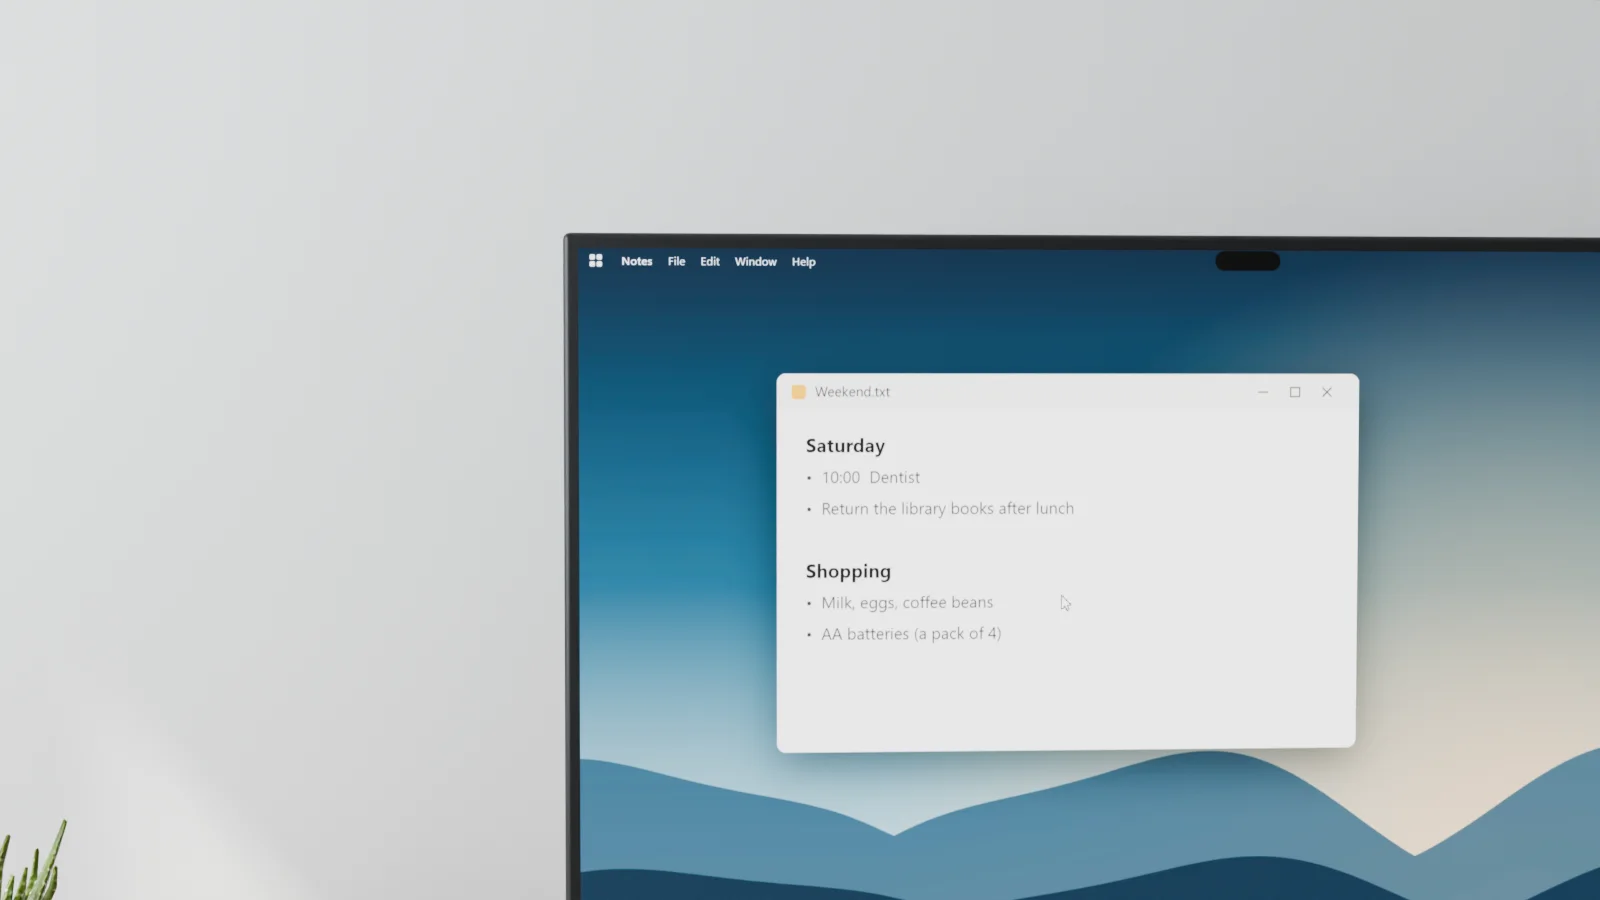 Notes File Edit Window Help
Weekend.txt
Saturday
• 10:00 Dentist
• Return the library books after lunch
Shopping
• Milk, eggs, coffee beans
• AA batteries (a pack of 4)